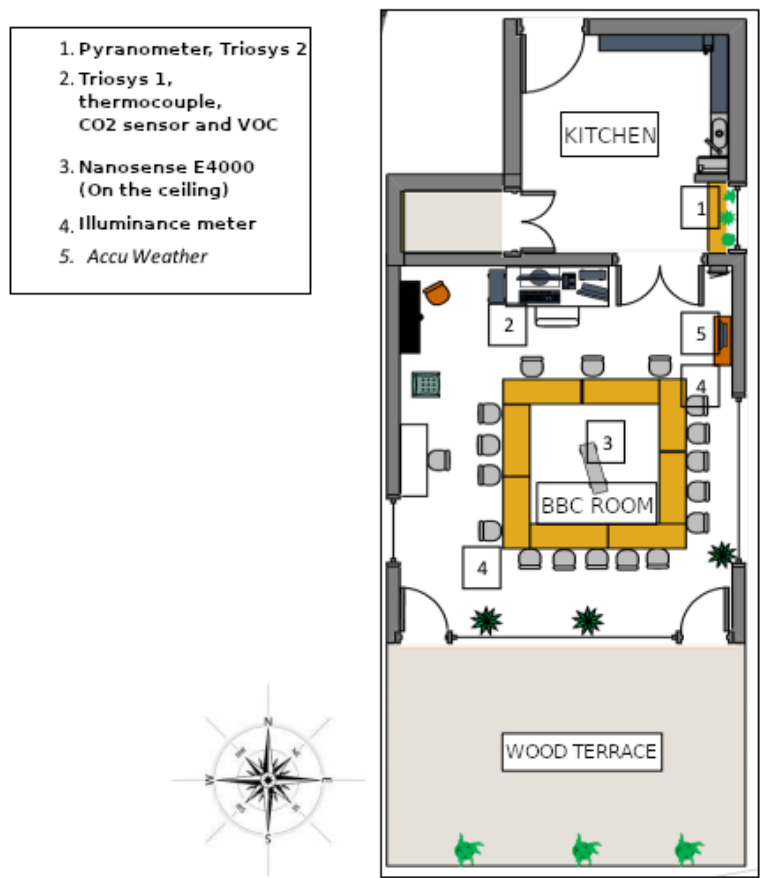 1. Pyranometer, Triosys 2
2. Triosys 1,
thermocouple,
CO2 sensor and VOC
3. Nanosense E4000
(On the ceiling)
4. Illuminance meter
5. Accu Weather
KITCHEN
1
2
5
4
3
BBC ROOM
4
WOOD TERRACE
N
W
E
S